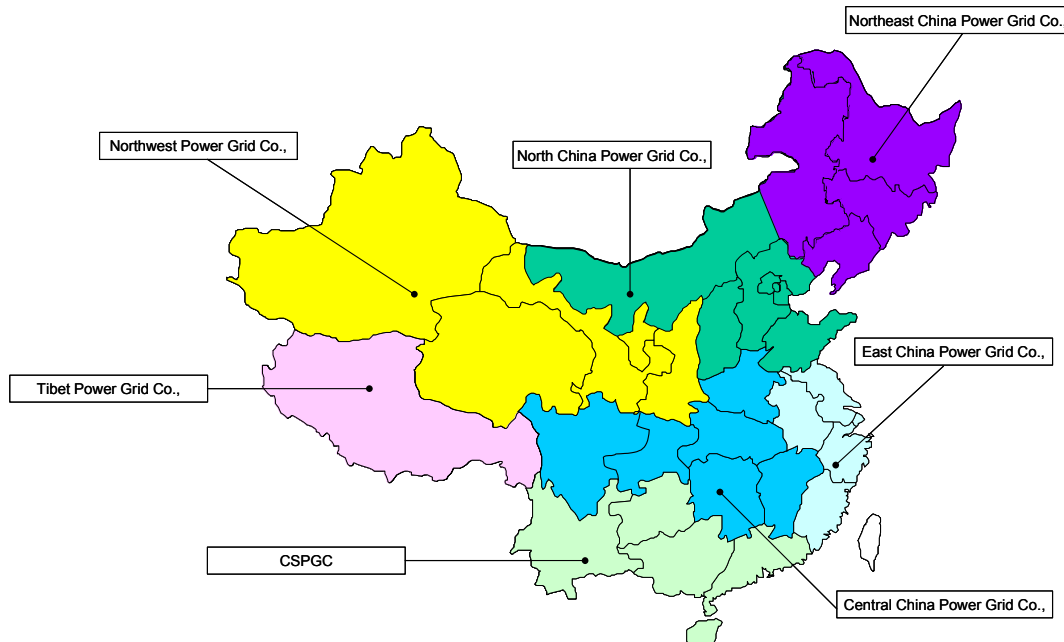 Northeast China Power Grid Co.,
Northwest Power Grid Co.,
North China Power Grid Co.,
East China Power Grid Co.,
Tibet Power Grid Co.,
CSPGC
Central China Power Grid Co.,